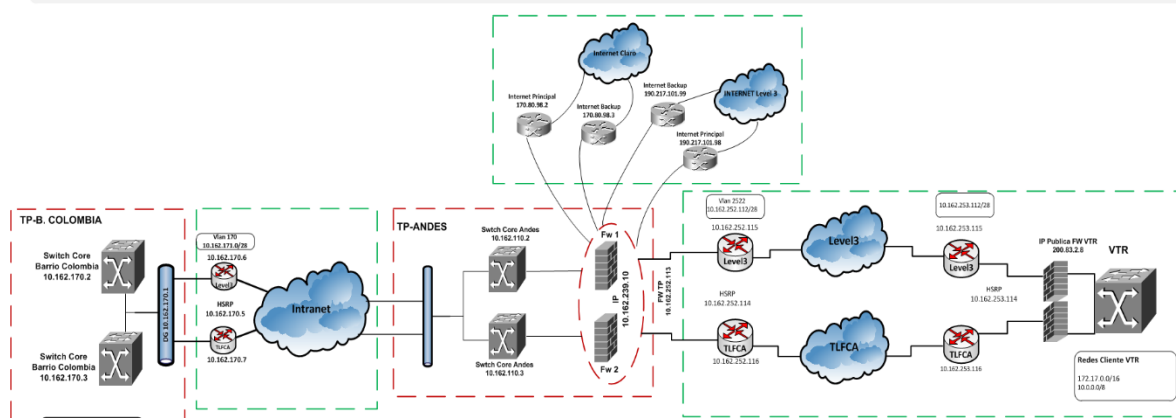 Internet Claro
Internet Principal
170.80.98.2
Internet Backup
170.80.98.3
Internet Backup
190.217.101.99
INTERNET Level 3
Internet Principal
190.217.101.98
TP-B. COLOMBIA
Switch Core
Barrio Colombia
10.162.170.2
Switch Core
Barrio Colombia
10.162.170.3
DG 10.162.170.1
Vlan 170
10.162.171.0/28
10.162.170.6
Level3
HSRP
10.162.170.5
TLFCA
10.162.170.7
Intranet
TP-ANDES
Swtch Core Andes
10.162.110.2
Swtch Core Andes
10.162.110.3
Fw 1
IP
10.162.239.10
Fw 2
FW TP
10.162.252.113
Vlan 2522
10.162.252.112/28
10.162.252.115
Level3
HSRP
10.162.252.114
TLFCA
10.162.252.116
Level3
TLFCA
10.162.253.112/28
10.162.253.115
Level3
HSRP
10.162.253.114
TLFCA
10.162.253.116
IP Publica FW VTR
200.83.2.8
VTR
Redes Cliente VTR
172.17.0.0/16
10.0.0.0/8